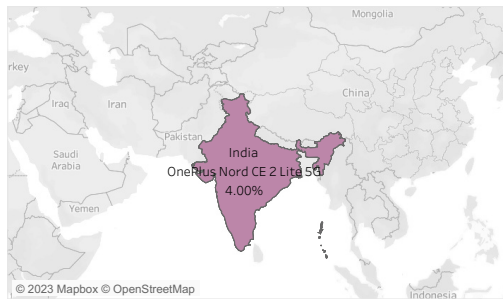 Mongolia
rkey
China
Iraq
Iran
Pakistan
India
Saudi
Arabia
OnePlus Nord CE 2 Lite 5G
4.00%
Yemen
© 2023 Mapbox © OpenStreetMap
Indonesia